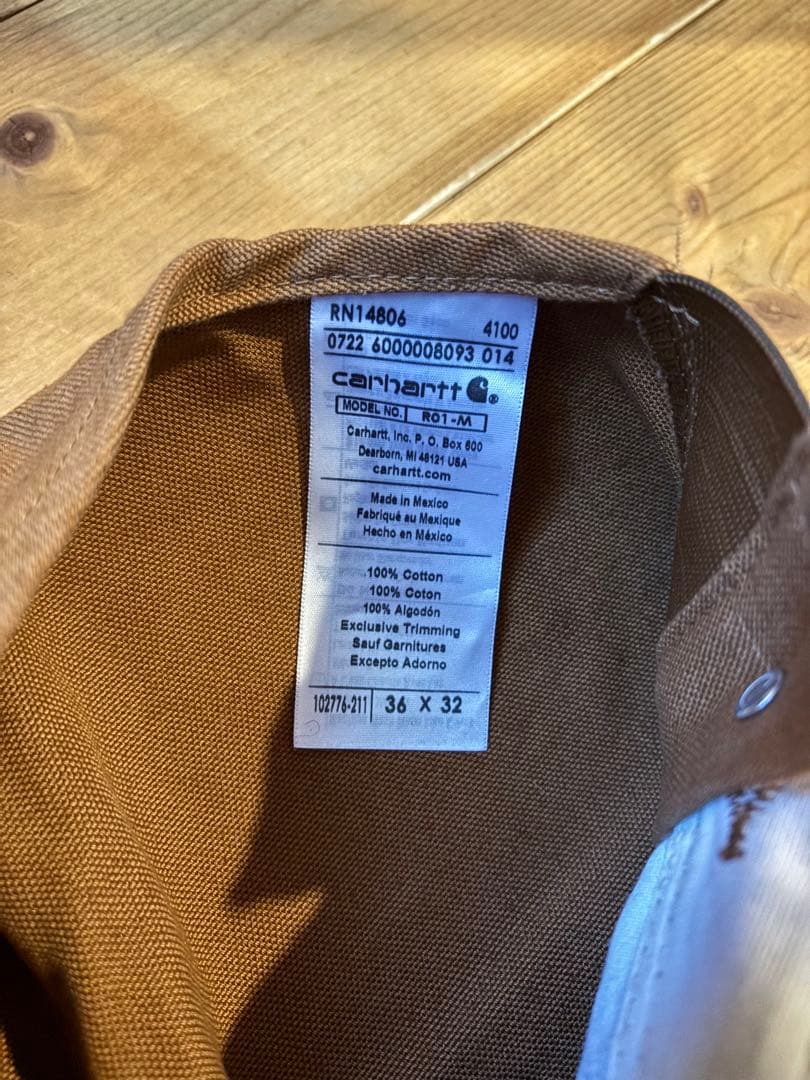 RN14806 4100
0722 6000008093 014
carhartt ®
MODEL NO. R01-M
Carhartt, Inc. P. O. Box 600
Dearborn, MI 48121 USA
carhartt.com
Made in Mexico
Fabriqué au Mexique
Hecho en México
100% Cotton
100% Coton
100% Algodón
Exclusive Trimming
Sauf Garnitures
Excepto Adorno
102776-211 36 X 32